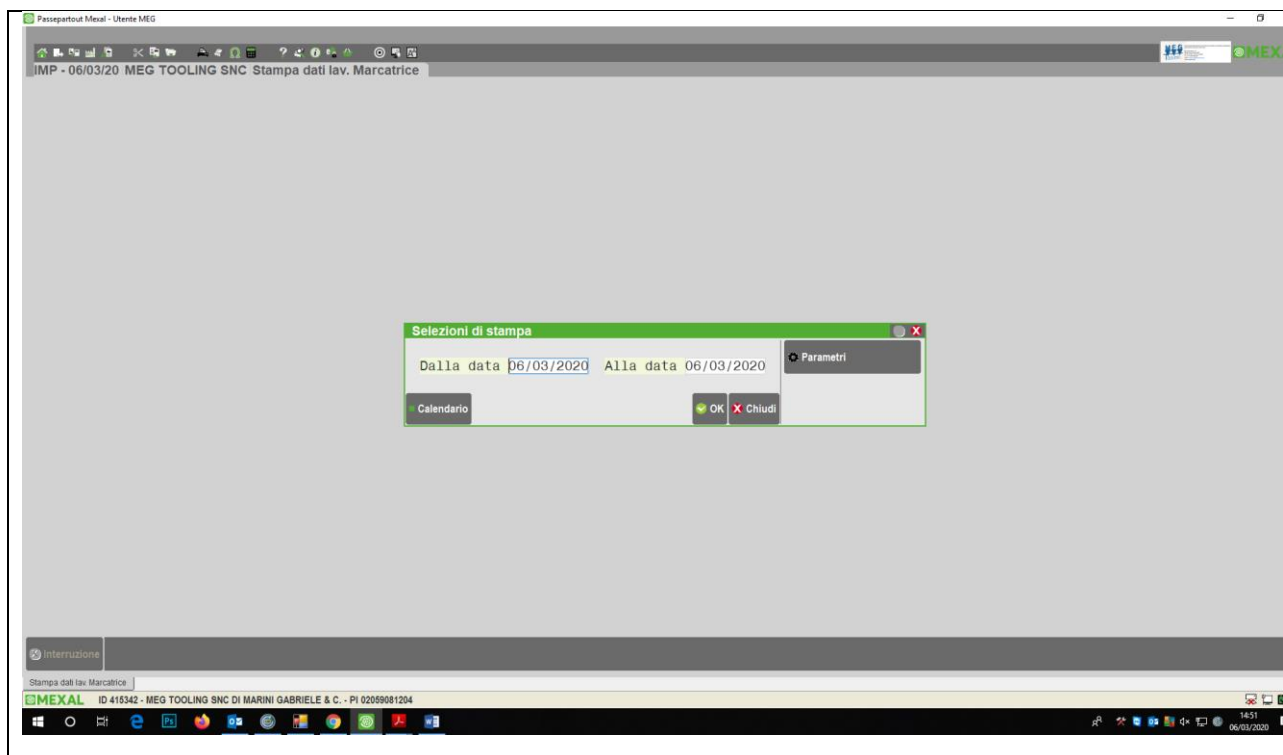 Passepartout Mexal - Utente MEG
MEG
MEX
IMP - 06/03/20 MEG TOOLING SNC Stampa dati lav. Marcatrice
Selezioni di stampa
Dalla data 06/03/2020 Alla data 06/03/2020
Parametri
Calendario
OK
Chiudi
Interruzione
Stampa dati lav. Marcatrice
MEXAL ID 415342 - MEG TOOLING SNC DI MARINI GABRIELE & C. - PI 02059081204
14:51
06/03/2020